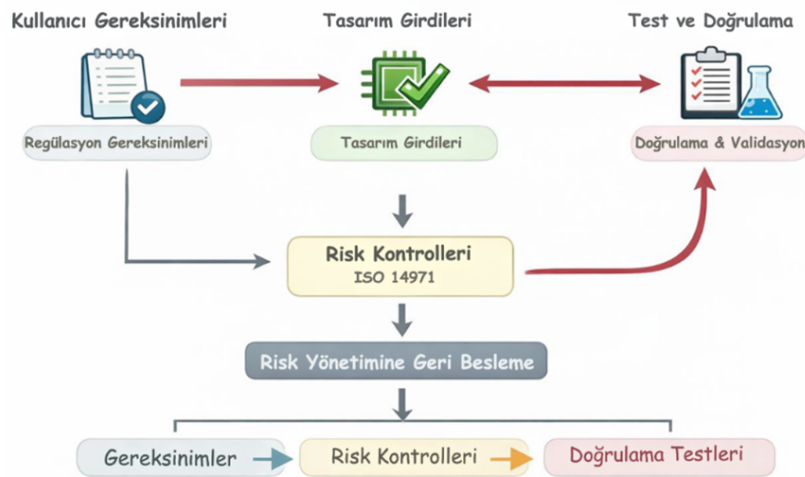 Kullanıcı Gereksinimleri
Tasarım Girdileri
Test ve Doğrulama
Regülasyon Gereksinimleri
Tasarım Girdileri
Doğrulama & Validasyon
Risk Kontrolleri
ISO 14971
Risk Yönetimine Geri Besleme
Gereksinimler
Risk Kontrolleri
Doğrulama Testleri